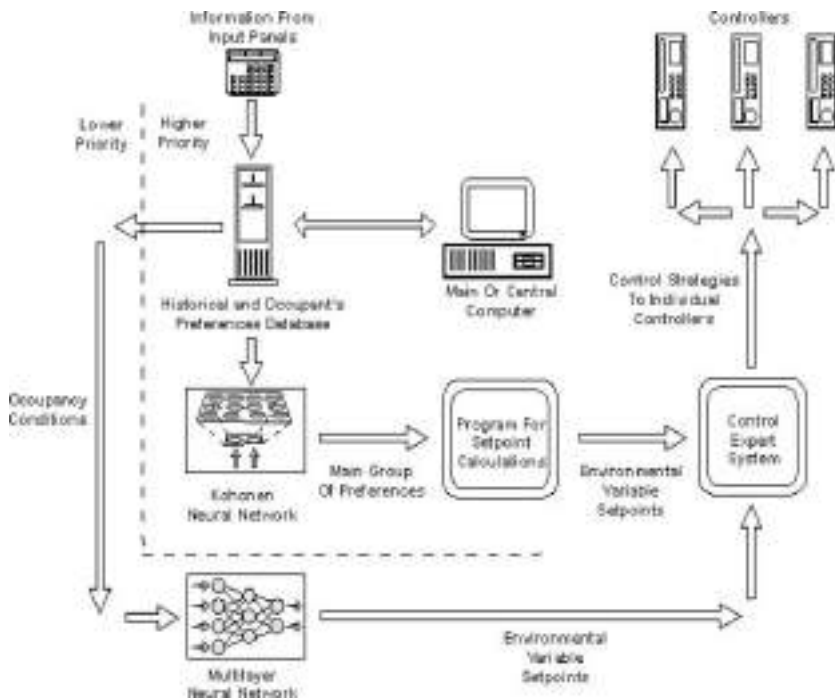 Information From
Input Panels
Controllers
Lower
Priority
Higher
Priority
Historical and Occupant's
Preferences Database
Main Or Central
Computer
Control Strategies
To Individual
Controllers
Occupancy
Conditions
Kohonen
Neural Network
Main Group
Of Preferences
Program For
Setpoint
Calculations
Environmental
Variable
Setpoints
Control
Expert
System
Multilayer
Neural Network
Environmental
Variable
Setpoints